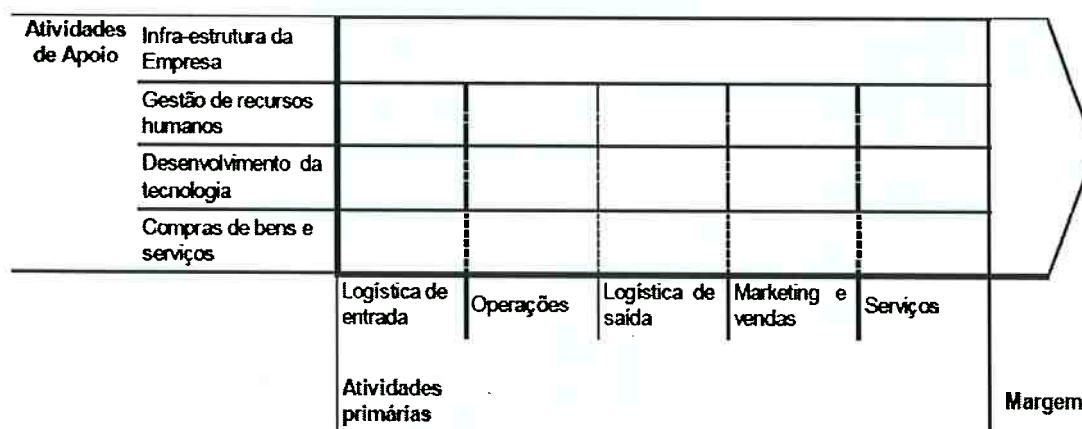 Atividades
de Apoio
Infra-estrutura da
Empresa
Gestão de recursos
humanos
Desenvolvimento da
tecnologia
Compras de bens e
serviços
Logística de
entrada
Operações
Logística de
saída
Marketing e
vendas
Serviços
Atividades
primárias
Margem